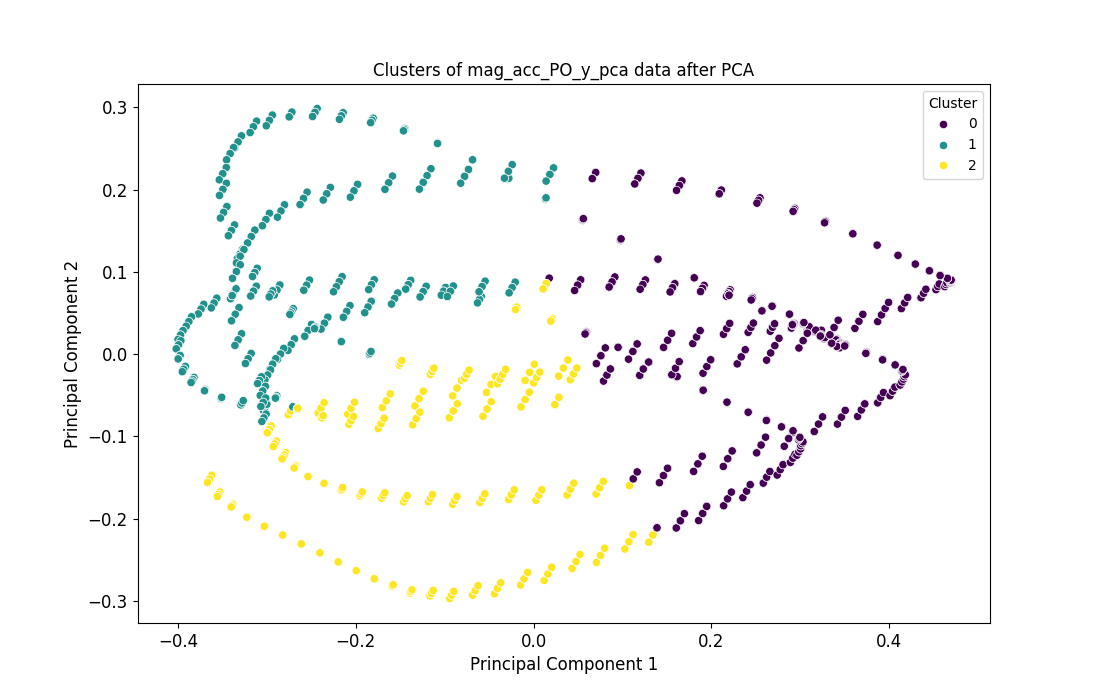 Clusters of mag_acc_PO_y_pca data after PCA
Cluster
0
1
2
Principal Component 2
0.3
0.2
0.1
0.0
−0.1
−0.2
−0.3
−0.4 −0.2 0.0 0.2 0.4
Principal Component 1